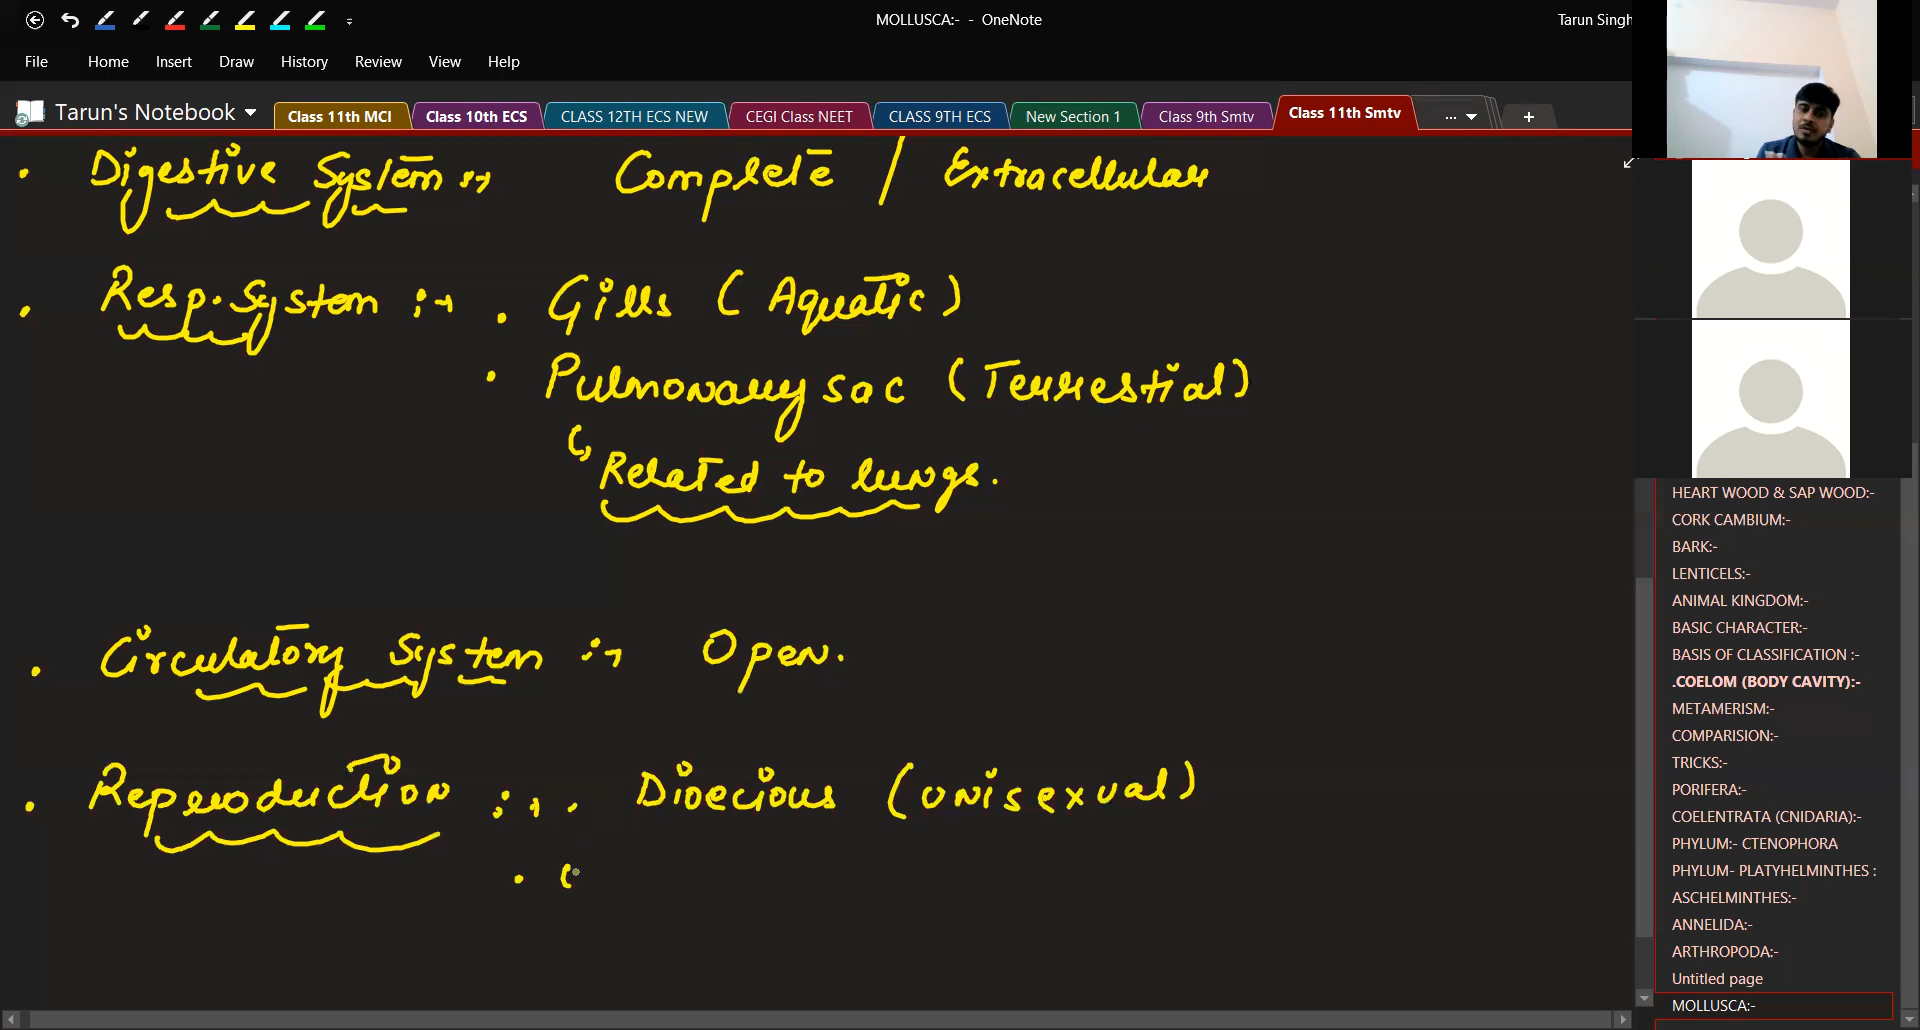 MOLLUSCA:- - OneNote
Tarun Singh
File Home Insert Draw History Review View Help
Tarun's Notebook
Class 11th MCI Class 10th ECS CLASS 12TH ECS NEW CEGI Class NEET CLASS 9TH ECS New Section 1 Class 9th Smtv Class 11th Smtv ... +
• Digestive System :→ Complete / Extracellular
• Resp. System :→ • Gills (Aquatic)
• Pulmonary sac (Terrestial)
↳ Related to lungs.
• Circulatory System :→ Open.
• Reproduction :→ • Dioecious (unisexual)
• (
HEART WOOD & SAP WOOD:-
CORK CAMBIUM:-
BARK:-
LENTICELS:-
ANIMAL KINGDOM:-
BASIC CHARACTER:-
BASIS OF CLASSIFICATION :-
.COELOM (BODY CAVITY):-
METAMERISM:-
COMPARISION:-
TRICKS:-
PORIFERA:-
COELENTRATA (CNIDARIA):-
PHYLUM:- CTENOPHORA
PHYLUM- PLATYHELMINTHES :
ASCHELMINTHES:-
ANNELIDA:-
ARTHROPODA:-
Untitled page
MOLLUSCA:-